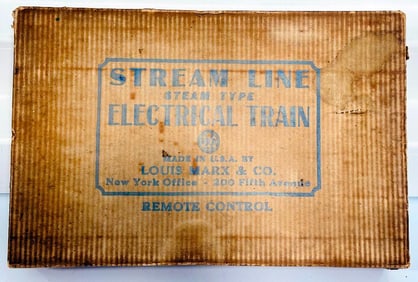 STREAM LINE
STEAM TYPE
ELECTRICAL TRAIN
MADE IN U.S.A. BY
LOUIS MARX & CO.
New York Office - 200 Fifth Avenue
REMOTE CONTROL